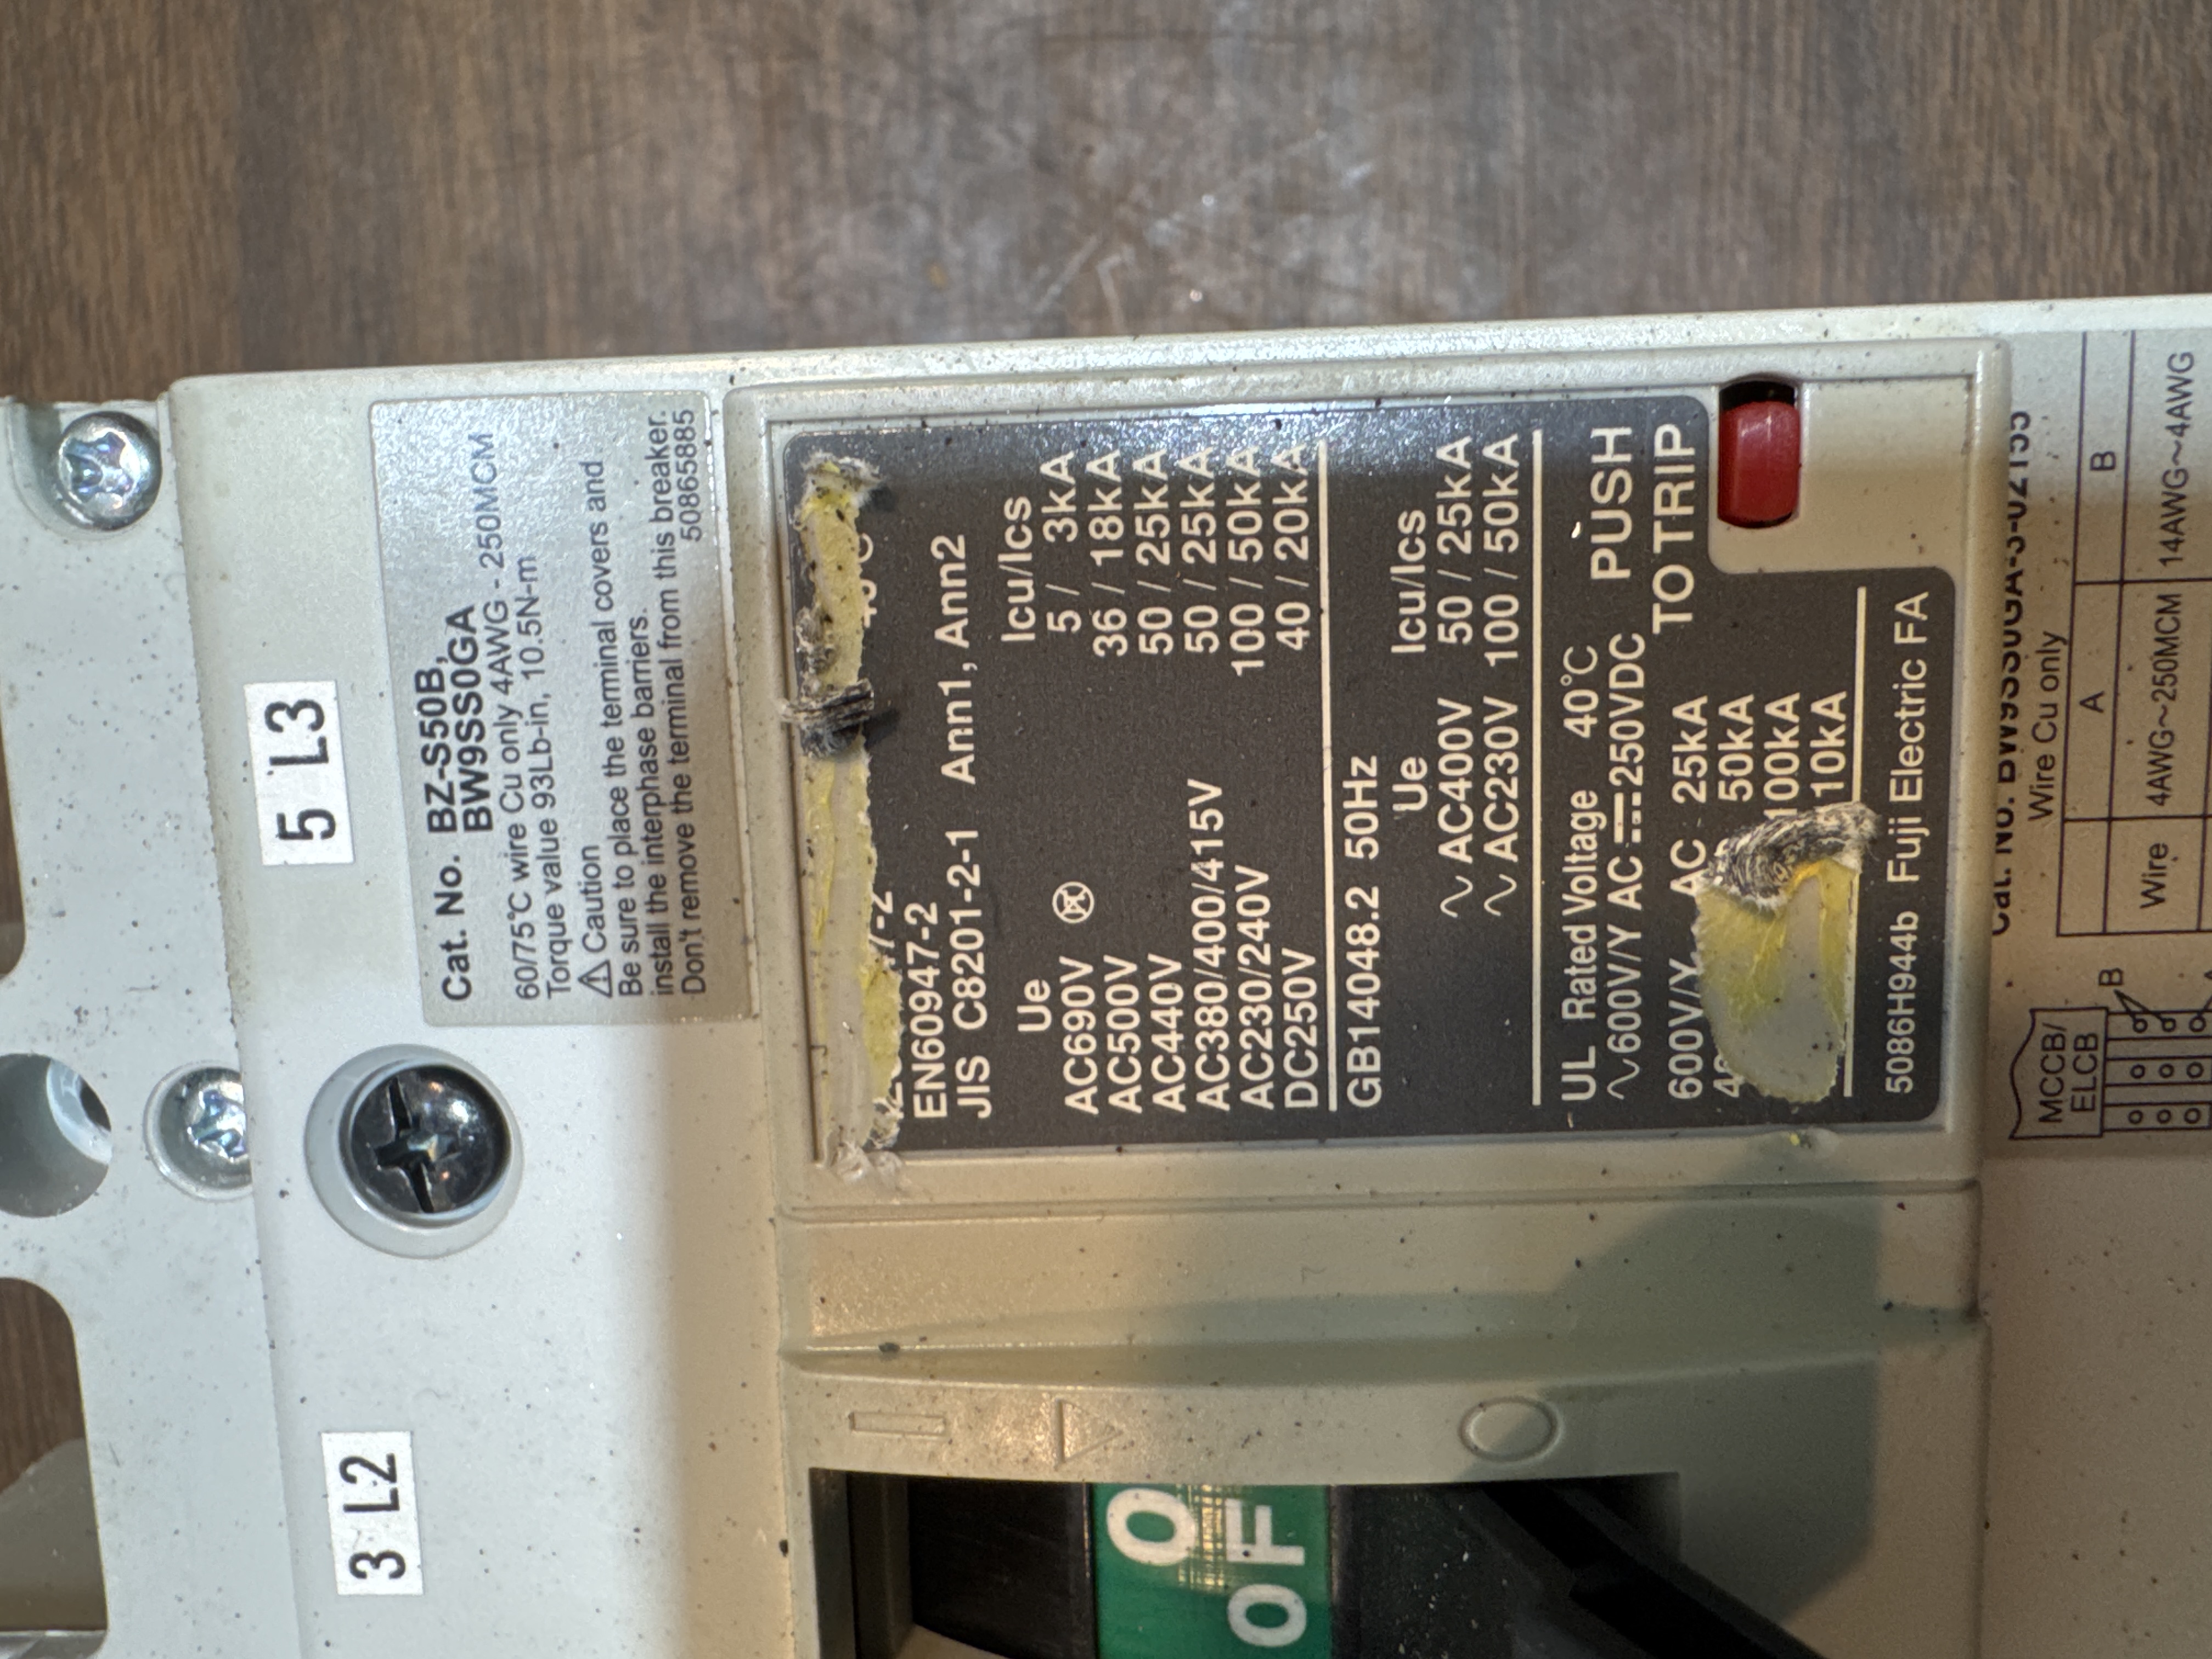 5 L3
3 L2
Cat. No. BZ-S50B,
BW9SS0GA
60/75℃ wire Cu only 4AWG - 250MCM
Torque value 93Lb-in, 10.5N-m
⚠ Caution
Be sure to place the terminal covers and
install the interphase barriers.
Don't remove the terminal from this breaker.
50865885
EN60947-2
JIS C8201-2-1 Ann1, Ann2
Ue Icu/Ics
AC690V 5 / 3kA
AC500V 36 / 18kA
AC440V 50 / 25kA
AC380/400/415V 50 / 25kA
AC230/240V 100 / 50kA
DC250V 40 / 20kA
GB14048.2 50Hz
Ue Icu/Ics
∿ AC400V 50 / 25kA
∿ AC230V 100 / 50kA
UL Rated Voltage 40℃
∿600V/Y AC ⎓250VDC
PUSH
TO TRIP
600V/Y AC 25kA
50kA
100kA
10kA
5086H944b Fuji Electric FA
Cat. No.
Wire Cu only
A B
Wire 4AWG~250MCM 14AWG~4AWG
MCCB/
ELCB
B
OFF